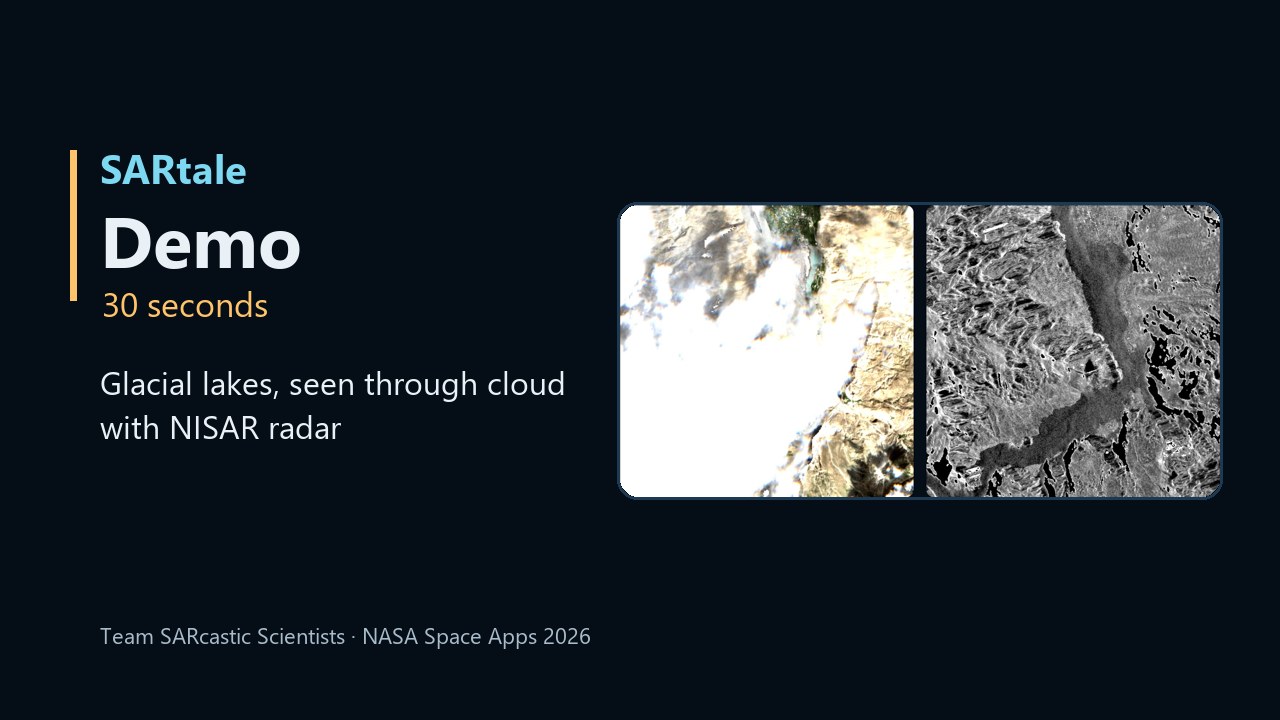 SARtale
Demo
30 seconds
Glacial lakes, seen through cloud
with NISAR radar
Team SARcastic Scientists · NASA Space Apps 2026